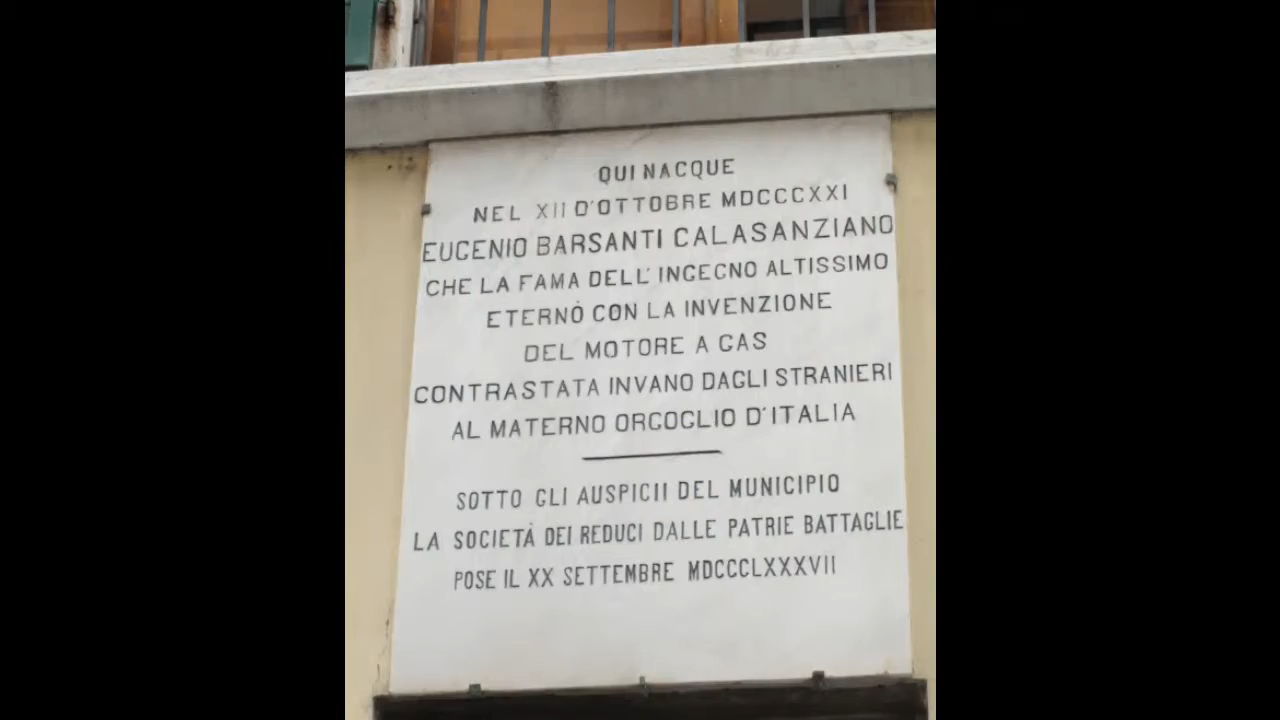 QUI NACQUE
NEL XII D'OTTOBRE MDCCCXXI
EUGENIO BARSANTI CALASANZIANO
CHE LA FAMA DELL'INGEGNO ALTISSIMO
ETERNÒ CON LA INVENZIONE
DEL MOTORE A GAS
CONTRASTATA INVANO DAGLI STRANIERI
AL MATERNO ORGOGLIO D'ITALIA
SOTTO GLI AUSPICII DEL MUNICIPIO
LA SOCIETÀ DEI REDUCI DALLE PATRIE BATTAGLIE
POSE IL XX SETTEMBRE MDCCCLXXXVII